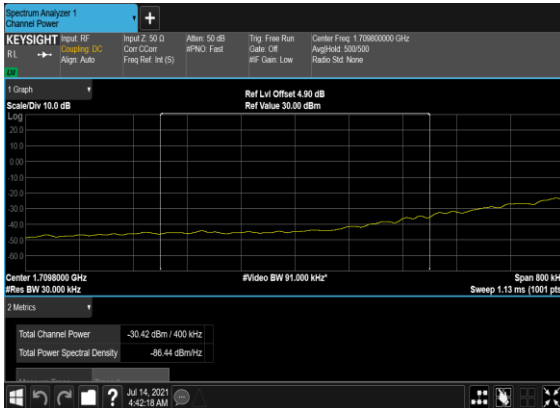 Spectrum Analyzer 1
Channel Power
+
KEYSIGHT Input: RF Input Z: 50 Ω Atten: 50 dB Trig: Free Run Center Freq: 1.709800000 GHz
RL Coupling: DC Corr CCorr #PNO: Fast Gate: Off Avg|Hold: 500/500
Align: Auto Freq Ref: Int (S) #IF Gain: Low Radio Std: None
1 Graph
Scale/Div 10.0 dB
Ref Lvl Offset 4.90 dB
Ref Value 30.00 dBm
Log
20.0
10.0
0.00
-10.0
-20.0
-30.0
-40.0
-50.0
-60.0
Center 1.7098000 GHz #Video BW 91.000 kHz* Span 800 kH
#Res BW 30.000 kHz Sweep 1.13 ms (1001 pts
2 Metrics
Total Channel Power -30.42 dBm / 400 kHz
Total Power Spectral Density -86.44 dBm/Hz
?
Jul 14, 2021
4:42:18 AM